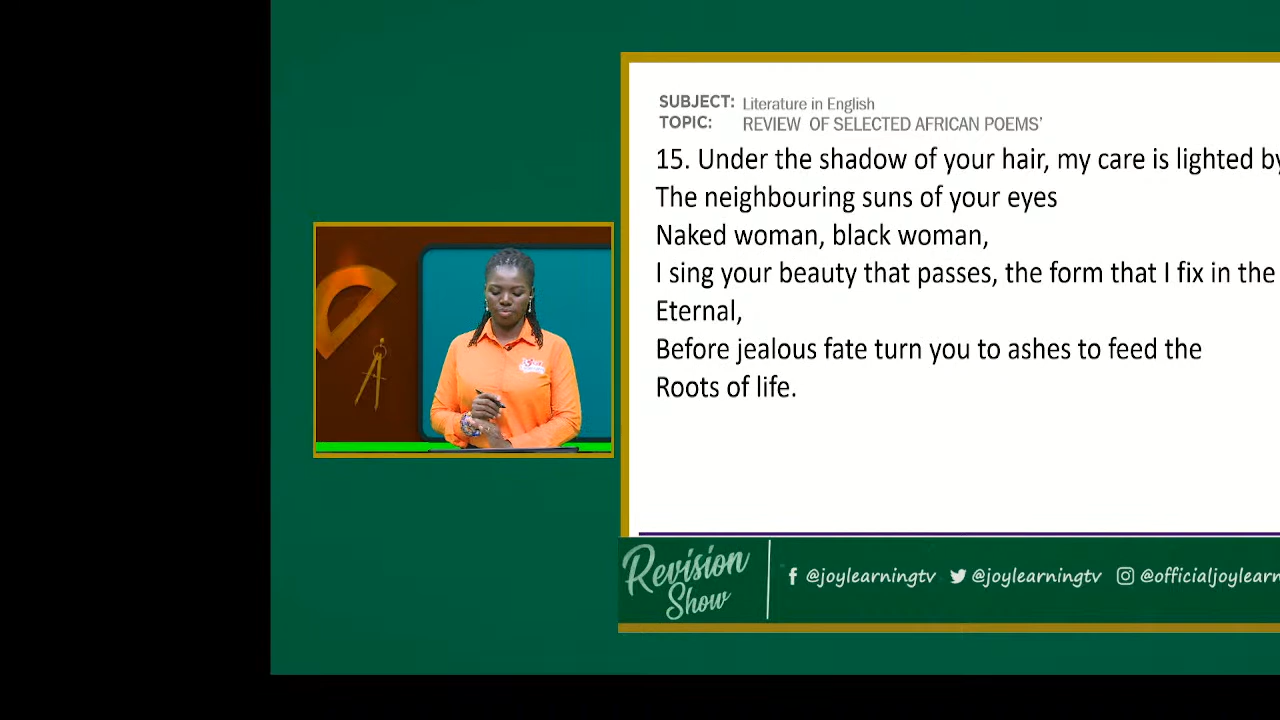 SUBJECT: Literature in English
TOPIC: REVIEW OF SELECTED AFRICAN POEMS'
15. Under the shadow of your hair, my care is lighted by
The neighbouring suns of your eyes
Naked woman, black woman,
I sing your beauty that passes, the form that I fix in the
Eternal,
Before jealous fate turn you to ashes to feed the
Roots of life.
Revision
Show
@joylearningtv @joylearningtv @officialjoylearn